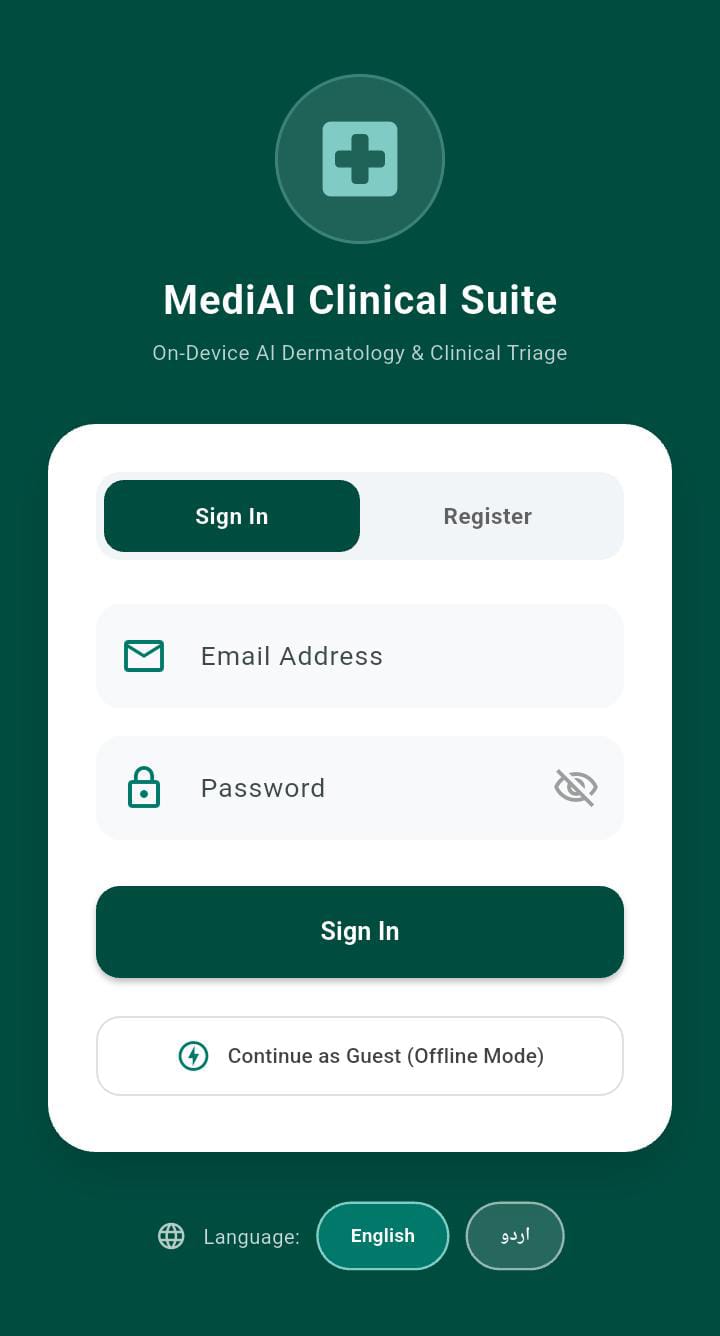 MediAI Clinical Suite
On-Device AI Dermatology & Clinical Triage
Sign In
Register
Email Address
Password
Sign In
Continue as Guest (Offline Mode)
Language:
English
اردو